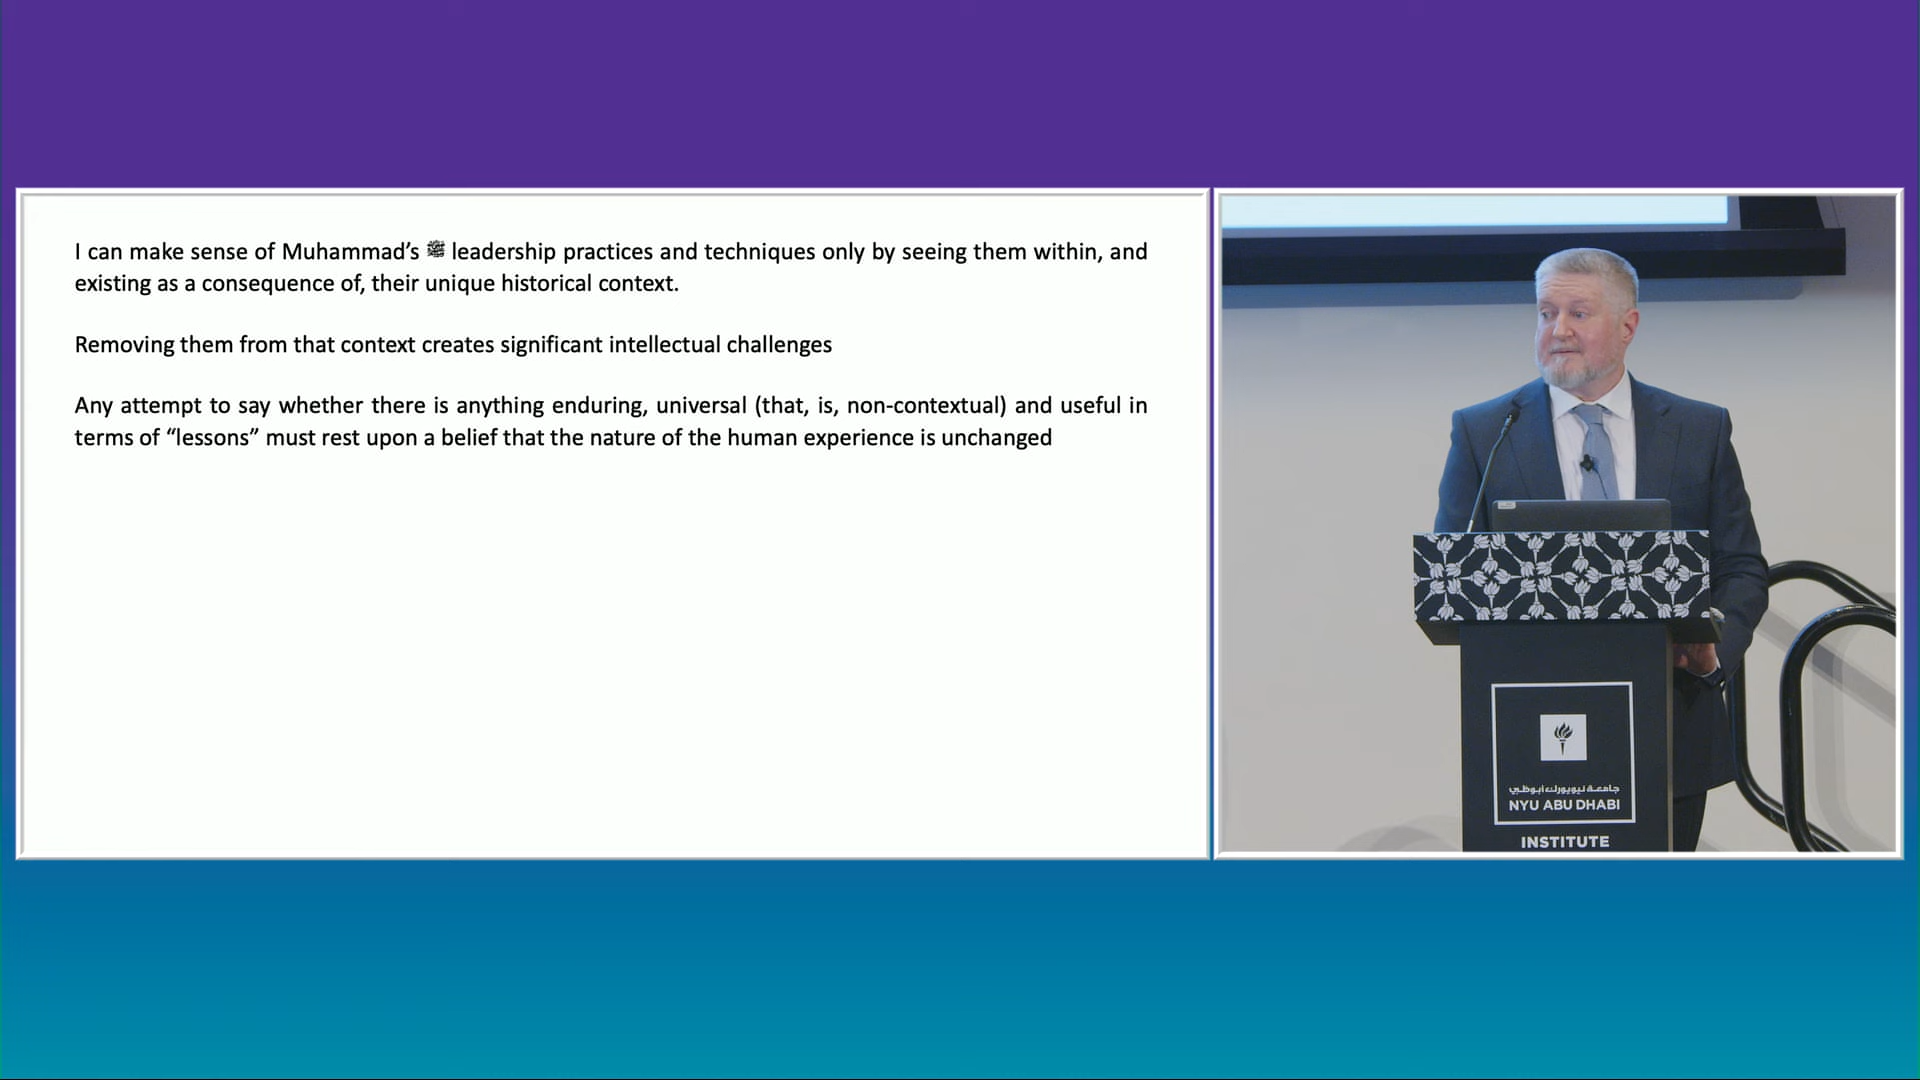 I can make sense of Muhammad’s ﷺ leadership practices and techniques only by seeing them within, and
existing as a consequence of, their unique historical context.
Removing them from that context creates significant intellectual challenges
Any attempt to say whether there is anything enduring, universal (that, is, non-contextual) and useful in
terms of “lessons” must rest upon a belief that the nature of the human experience is unchanged
جامعة نيويورك أبوظبي
NYU ABU DHABI
INSTITUTE